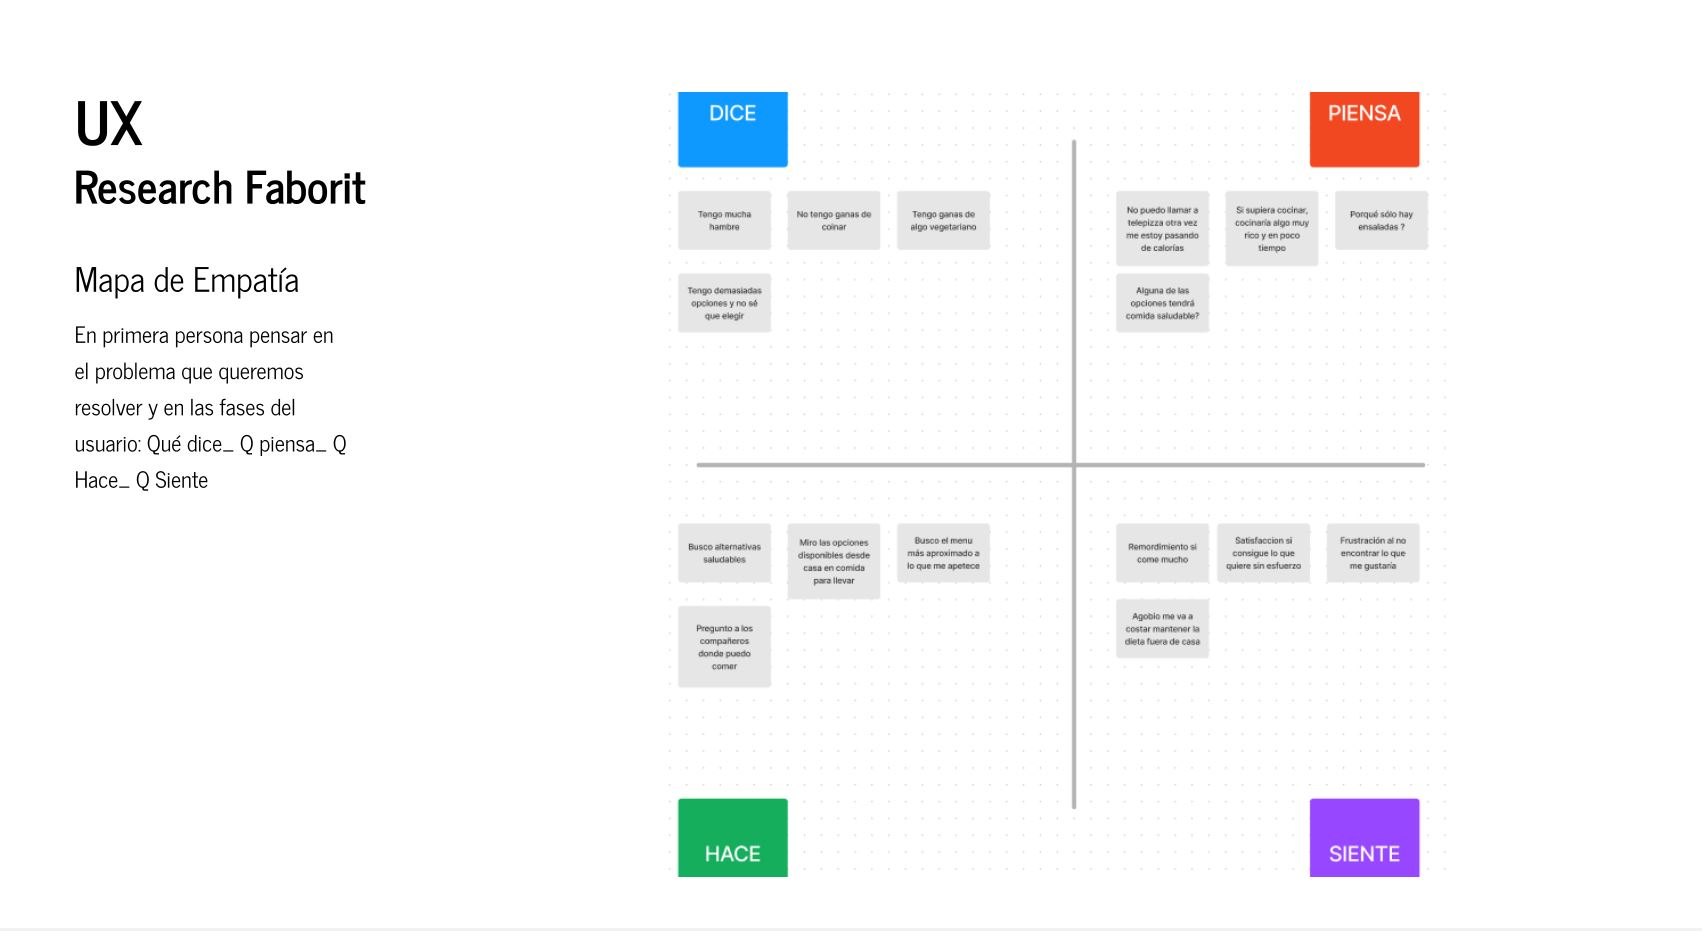 UX
Research Faborit
Mapa de Empatía
En primera persona pensar en
el problema que queremos
resolver y en las fases del
usuario: Qué dice_ Q piensa_ Q
Hace_ Q Siente
DICE
Tengo mucha
hambre
No tengo ganas de
coinar
Tengo ganas de
algo vegetariano
Tengo demasiadas
opciones y no sé
que elegir
PIENSA
No puedo llamar a
telepizza otra vez
me estoy pasando
de calorías
Si supiera cocinar,
cocinaría algo muy
rico y en poco
tiempo
Porqué sólo hay
ensaladas ?
Alguna de las
opciones tendrá
comida saludable?
Busco alternativas
saludables
Miro las opciones
disponibles desde
casa en comida
para llevar
Busco el menu
más aproximado a
lo que me apetece
Pregunto a los
compañeros
donde puedo
comer
HACE
Remordimiento si
come mucho
Satisfaccion si
consigue lo que
quiere sin esfuerzo
Frustración al no
encontrar lo que
me gustaría
Agobio me va a
costar mantener la
dieta fuera de casa
SIENTE